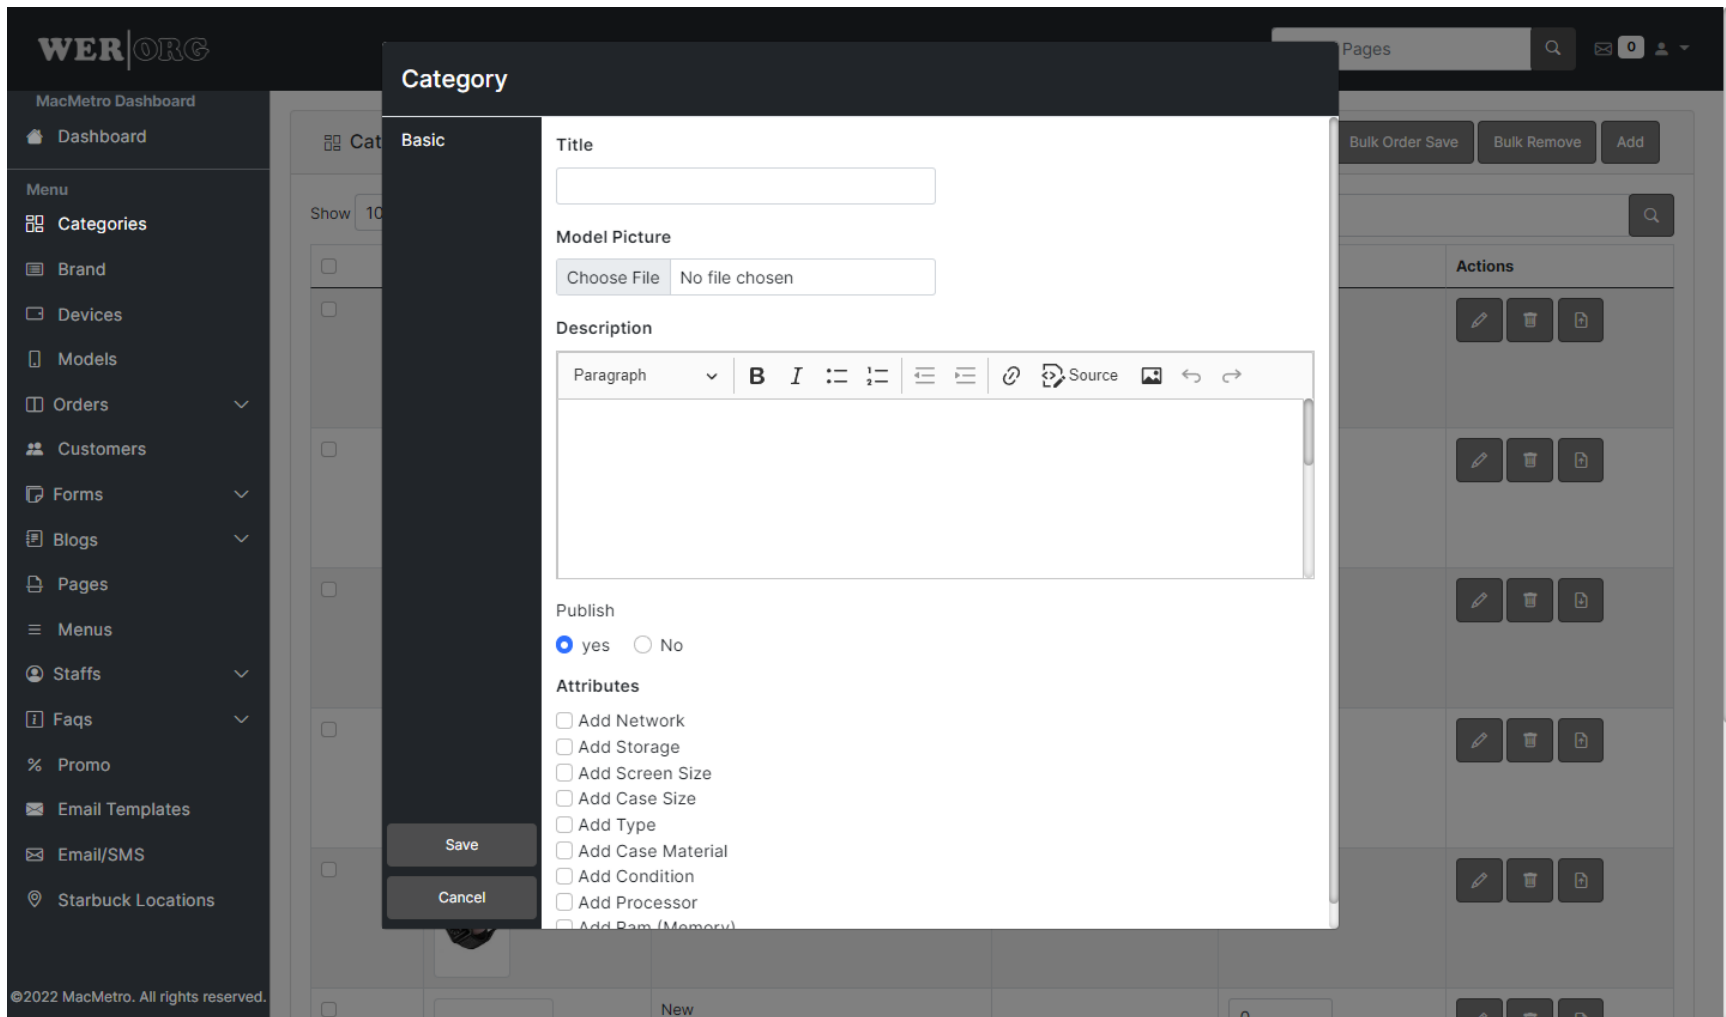 WER|ORG
Pages
0
MacMetro Dashboard
Dashboard
Menu
Categories
Brand
Devices
Models
Orders
Customers
Forms
Blogs
Pages
Menus
Staffs
Faqs
Promo
Email Templates
Email/SMS
Starbuck Locations
©2022 MacMetro. All rights reserved.
Cat
Bulk Order Save
Bulk Remove
Add
Show 10
Actions
Category
Basic
Title
Model Picture
Choose File No file chosen
Description
Paragraph B I Source
Publish
yes No
Attributes
Add Network
Add Storage
Add Screen Size
Add Case Size
Add Type
Add Case Material
Add Condition
Add Processor
Add Ram (Memory)
Save
Cancel
New
0